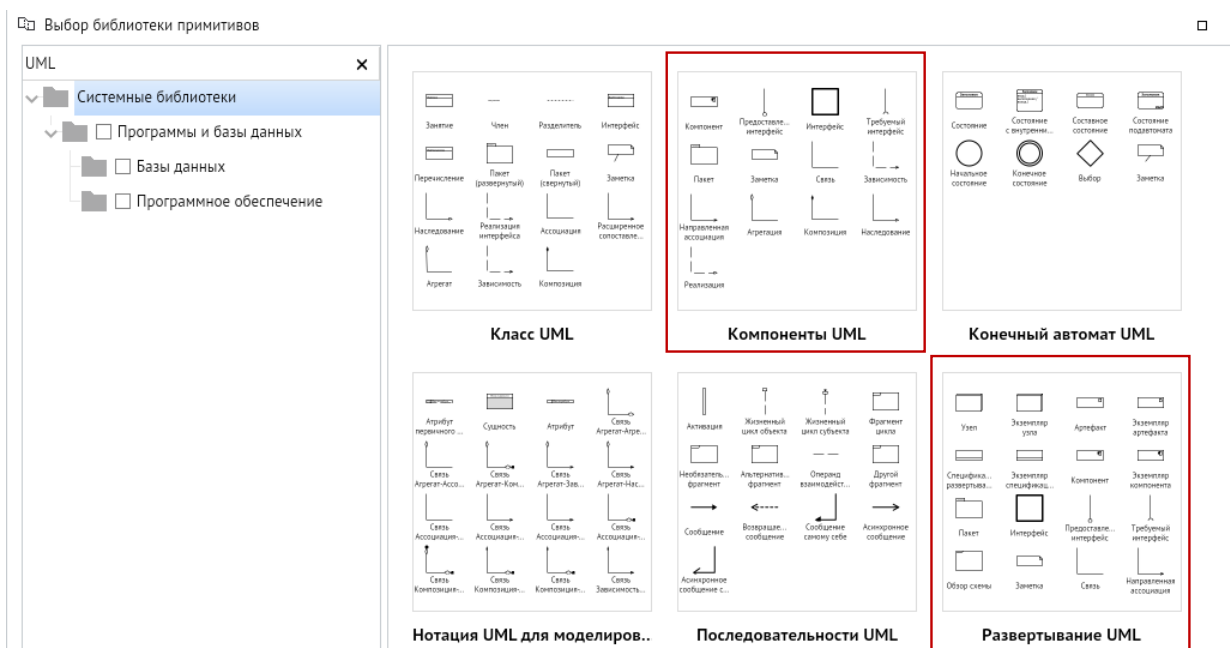 Выбор библиотеки примитивов
UML
Системные библиотеки
Программы и базы данных
Базы данных
Программное обеспечение
Занятие Член Разделитель Интерфейс
Перечисление Пакет (развернутый) Пакет (свернутый) Заметка
Наследование Реализация интерфейса Ассоциация Расширенное сопоставле...
Агрегат Зависимость Композиция
Класс UML
Компонент Предоставле... интерфейс Интерфейс Требуемый интерфейс
Пакет Заметка Связь Зависимость
Направленная ассоциация Агрегация Композиция Наследование
Реализация
Компоненты UML
Состояние Состояние с внутренни... Составное состояние Состояние подавтомата
Начальное состояние Конечное состояние Выбор Заметка
Конечный автомат UML
Атрибут первичного ... Сущность Атрибут Связь Агрегат-Агре...
Связь Агрегат-Ассо... Связь Агрегат-Ком... Связь Агрегат-Зав... Связь Агрегат-Нас...
Связь Ассоциация-... Связь Ассоциация-... Связь Ассоциация-... Связь Ассоциация-...
Связь Композиция-... Связь Композиция-... Связь Композиция-... Связь Зависимость...
Нотация UML для моделиров..
Активация Жизненный цикл объекта Жизненный цикл субъекта Фрагмент цикла
Необязатель... фрагмент Альтернатив... фрагмент Операнд взаимодейст... Другой фрагмент
Сообщение Возвращае... сообщение Сообщение самому себе Асинхронное сообщение
Асинхронное сообщение с...
Последовательности UML
Узел Экземпляр узла Артефакт Экземпляр артефакта
Специфика... развертыва... Экземпляр спецификац... Компонент Экземпляр компонента
Пакет Интерфейс Предоставле... интерфейс Требуемый интерфейс
Обзор схемы Заметка Связь Направленная ассоциация
Развертывание UML